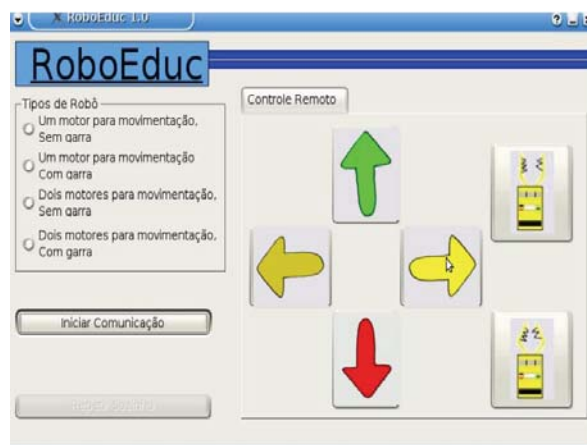 RoboEduc 1.0
RoboEduc
Tipos de Robô
Um motor para movimentação,
Sem garra
Um motor para movimentação
Com garra
Dois motores para movimentação,
Sem garra
Dois motores para movimentação,
Com garra
Iniciar Comunicação
Controle Remoto